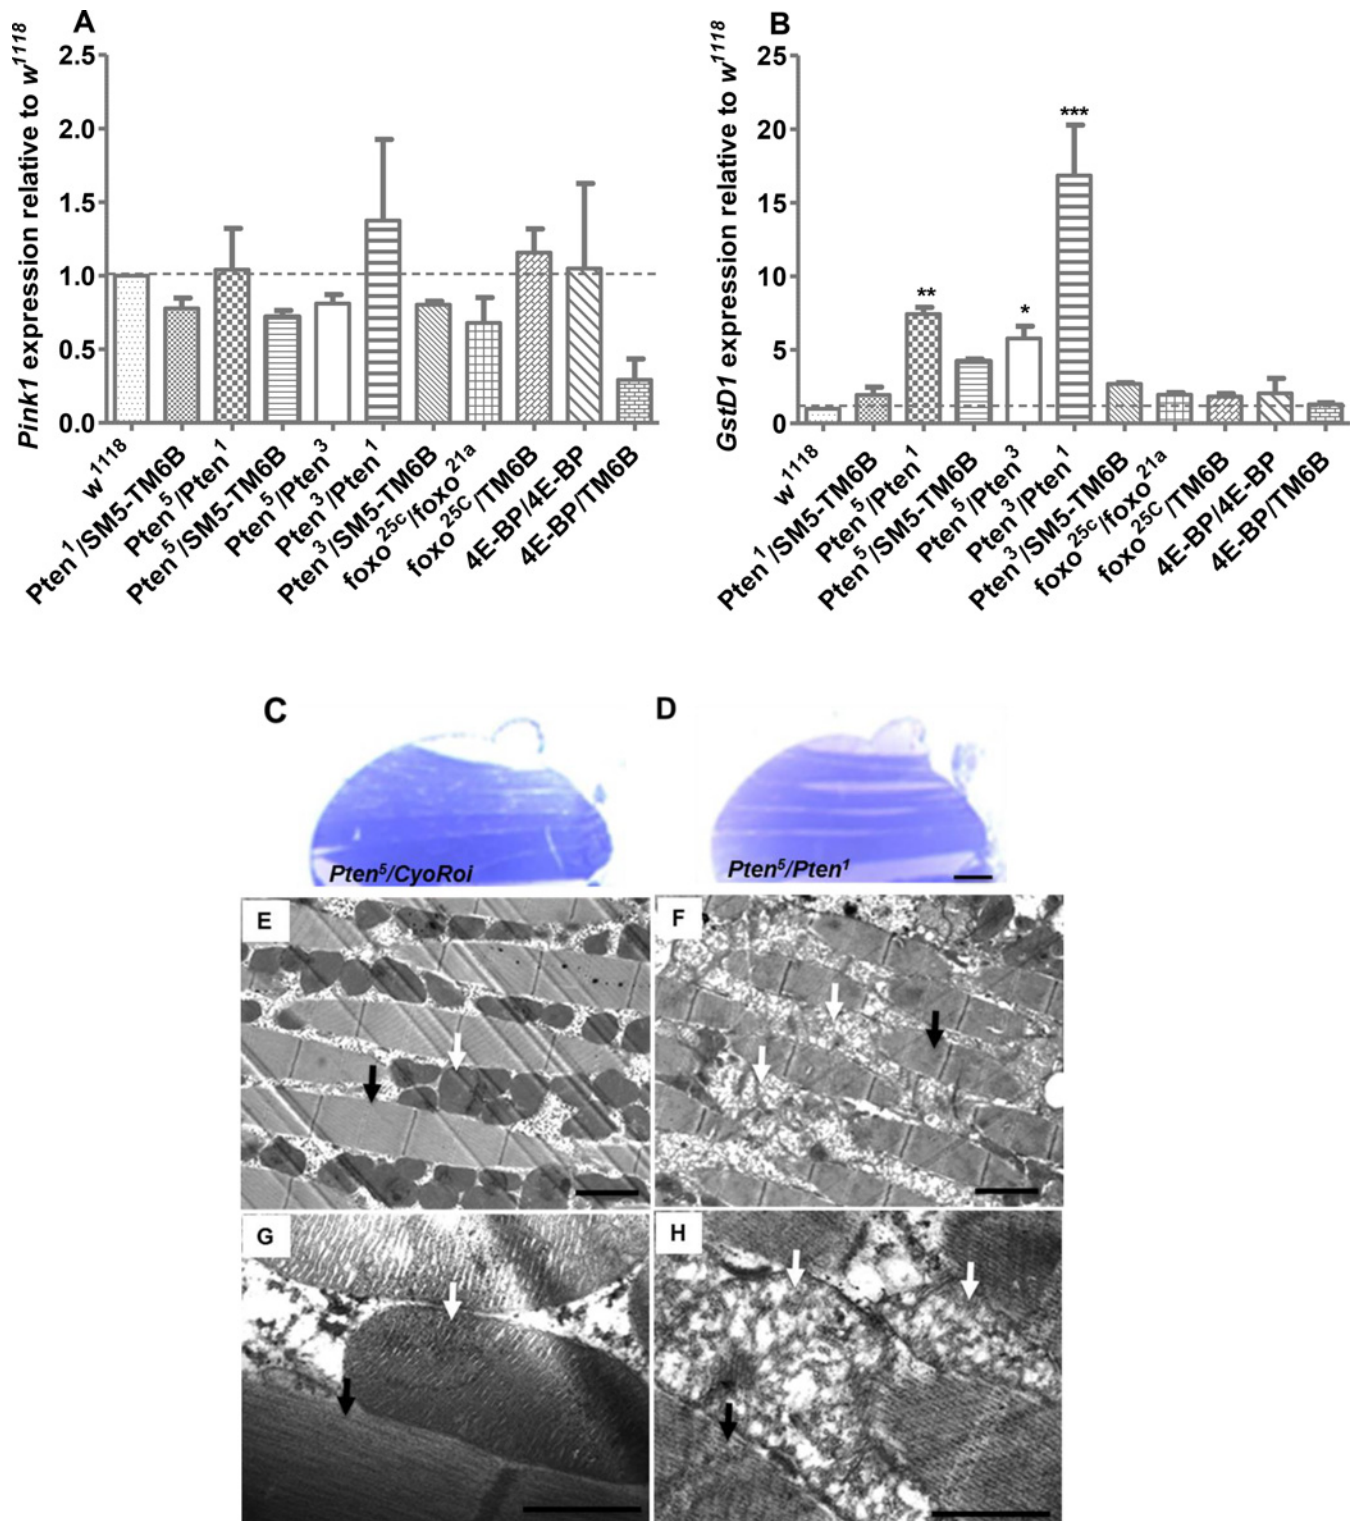 A
Pink1 expression relative to w¹¹¹⁸
2.5
2.0
1.5
1.0
0.5
0.0
w¹¹¹⁸
Pten¹/SM5-TM6B
Pten⁵/Pten¹
Pten⁵/SM5-TM6B
Pten⁵/Pten³
Pten³/Pten¹
Pten³/SM5-TM6B
foxo²⁵ᶜ/foxo²¹ᵃ
foxo²⁵ᶜ/TM6B
4E-BP/4E-BP
4E-BP/TM6B
B
GstD1 expression relative to w¹¹¹⁸
25
20
15
10
5
0
**
*
***
w¹¹¹⁸
Pten¹/SM5-TM6B
Pten⁵/Pten¹
Pten⁵/SM5-TM6B
Pten⁵/Pten³
Pten³/Pten¹
Pten³/SM5-TM6B
foxo²⁵ᶜ/foxo²¹ᵃ
foxo²⁵ᶜ/TM6B
4E-BP/4E-BP
4E-BP/TM6B
C
Pten⁵/CyoRoi
D
Pten⁵/Pten¹
E
F
G
H